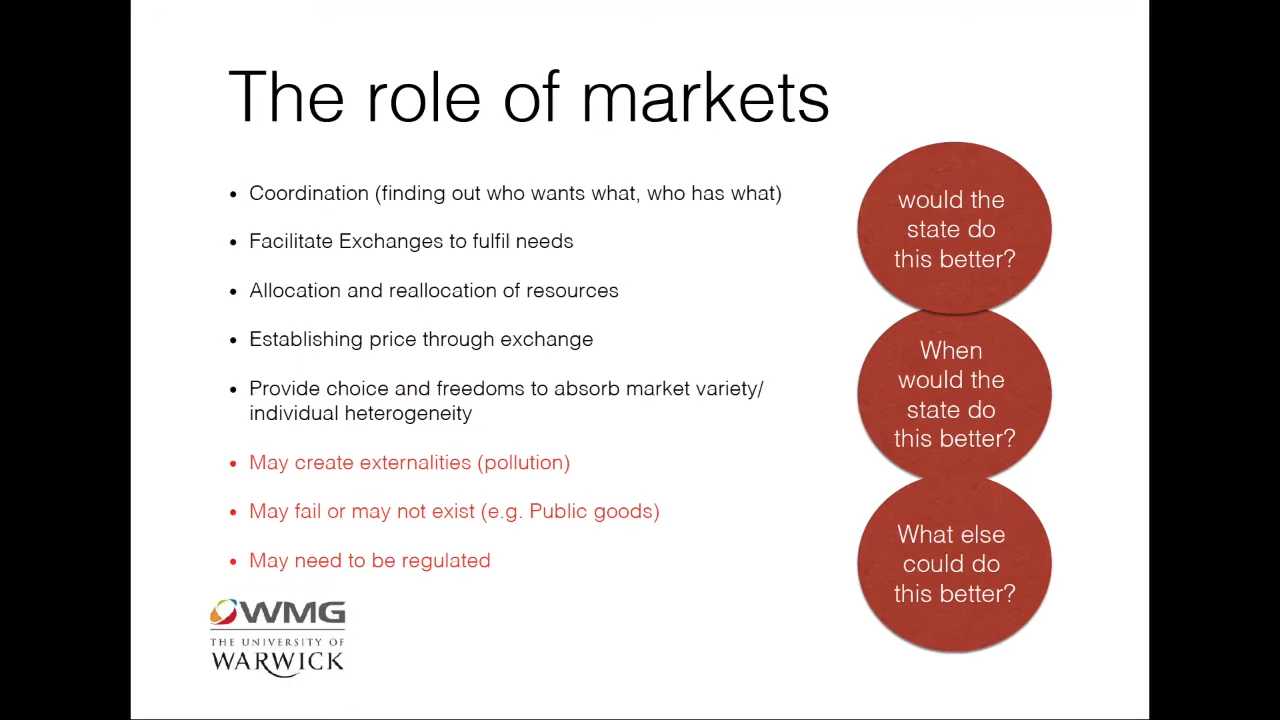 The role of markets
• Coordination (finding out who wants what, who has what)
• Facilitate Exchanges to fulfil needs
• Allocation and reallocation of resources
• Establishing price through exchange
• Provide choice and freedoms to absorb market variety/
individual heterogeneity
• May create externalities (pollution)
• May fail or may not exist (e.g. Public goods)
• May need to be regulated
would the
state do
this better?
When
would the
state do
this better?
What else
could do
this better?
WMG
THE UNIVERSITY OF
WARWICK